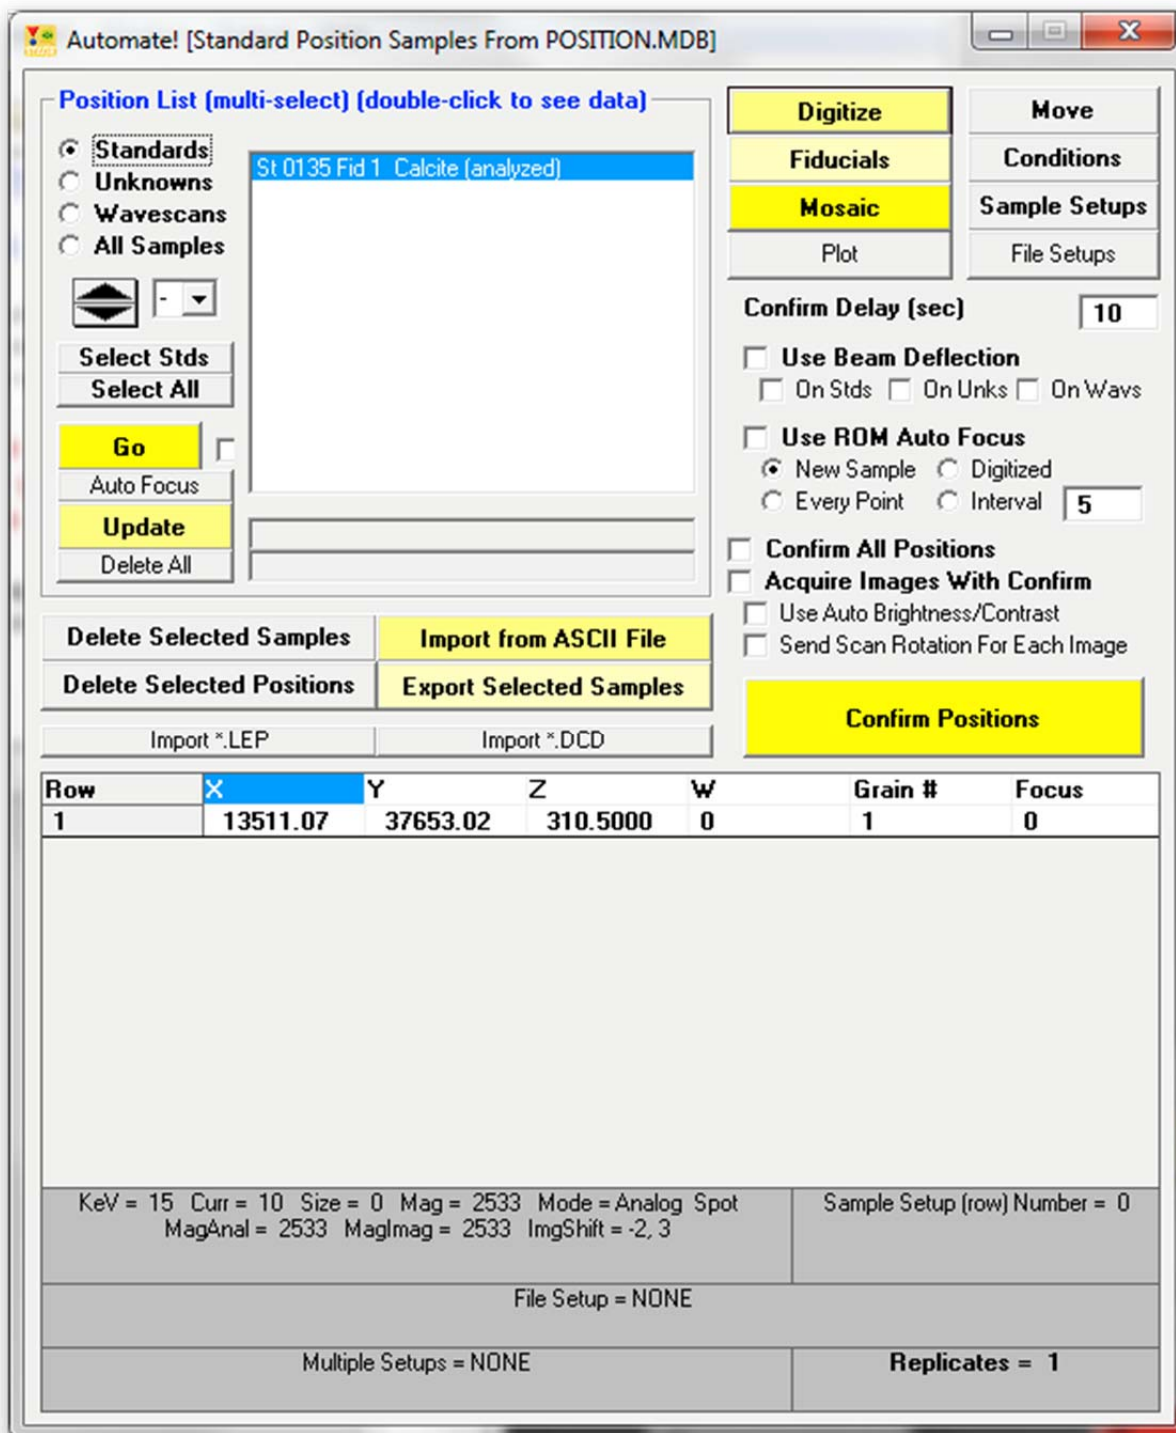 Automate! [Standard Position Samples From POSITION.MDB]
Position List (multi-select) (double-click to see data)
Standards
Unknowns
Wavescans
All Samples
St 0135 Fid 1 Calcite (analyzed)
-
Select Stds
Select All
Go
Auto Focus
Update
Delete All
Digitize
Move
Fiducials
Conditions
Mosaic
Sample Setups
Plot
File Setups
Confirm Delay (sec) 10
Use Beam Deflection
On Stds On Unks On Wavs
Use ROM Auto Focus
New Sample Digitized
Every Point Interval 5
Confirm All Positions
Acquire Images With Confirm
Use Auto Brightness/Contrast
Send Scan Rotation For Each Image
Delete Selected Samples Import from ASCII File
Delete Selected Positions Export Selected Samples
Import *.LEP Import *.DCD
Confirm Positions
Row X Y Z W Grain # Focus
1 13511.07 37653.02 310.5000 0 1 0
KeV = 15 Curr = 10 Size = 0 Mag = 2533 Mode = Analog Spot
MagAnal = 2533 MagImag = 2533 ImgShift = -2, 3
Sample Setup (row) Number = 0
File Setup = NONE
Multiple Setups = NONE
Replicates = 1